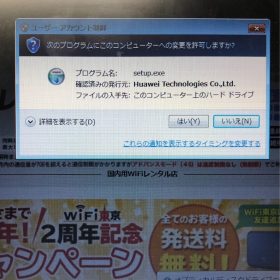 ユーザー アカウント制御
次のプログラムにこのコンピューターへの変更を許可しますか?
プログラム名: setup.exe
確認済みの発行元: Huawei Technologies Co.,Ltd.
ファイルの入手先: このコンピューター上のハード ドライブ
詳細を表示する(D)
はい(Y)
いいえ(N)
これらの通知を表示するタイミングを変更する
国内用WiFiレンタル店
WiFi東京
2周年記念
キャンペーン
全てのお客様の
発送料
無料!
WiFi東京